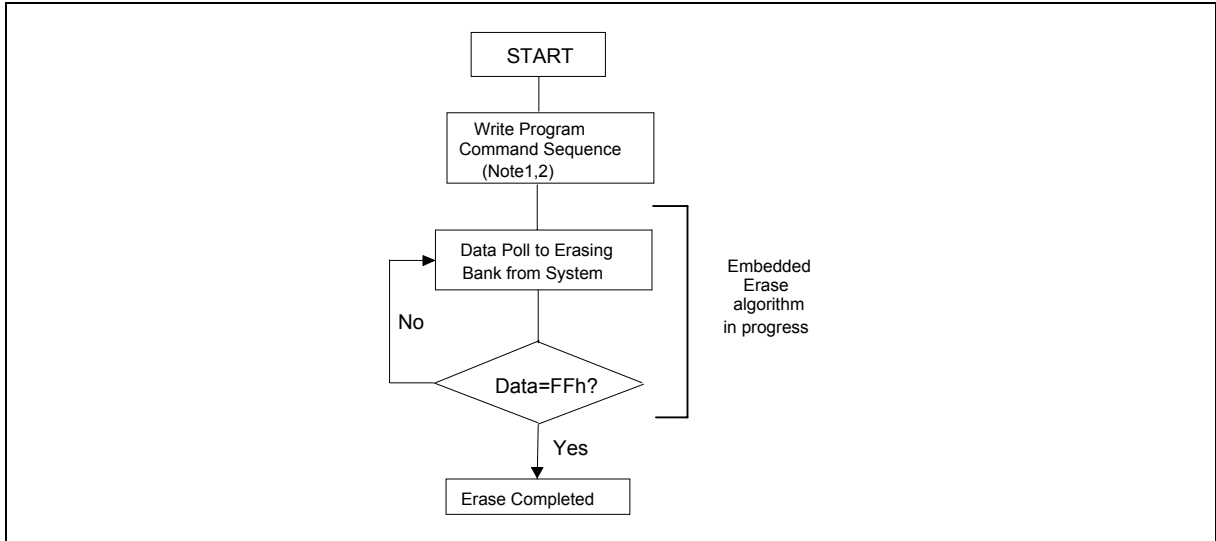 START
Write Program
Command Sequence
(Note1,2)
Data Poll to Erasing
Bank from System
Embedded
Erase
algorithm
in progress
No
Data=FFh?
Yes
Erase Completed